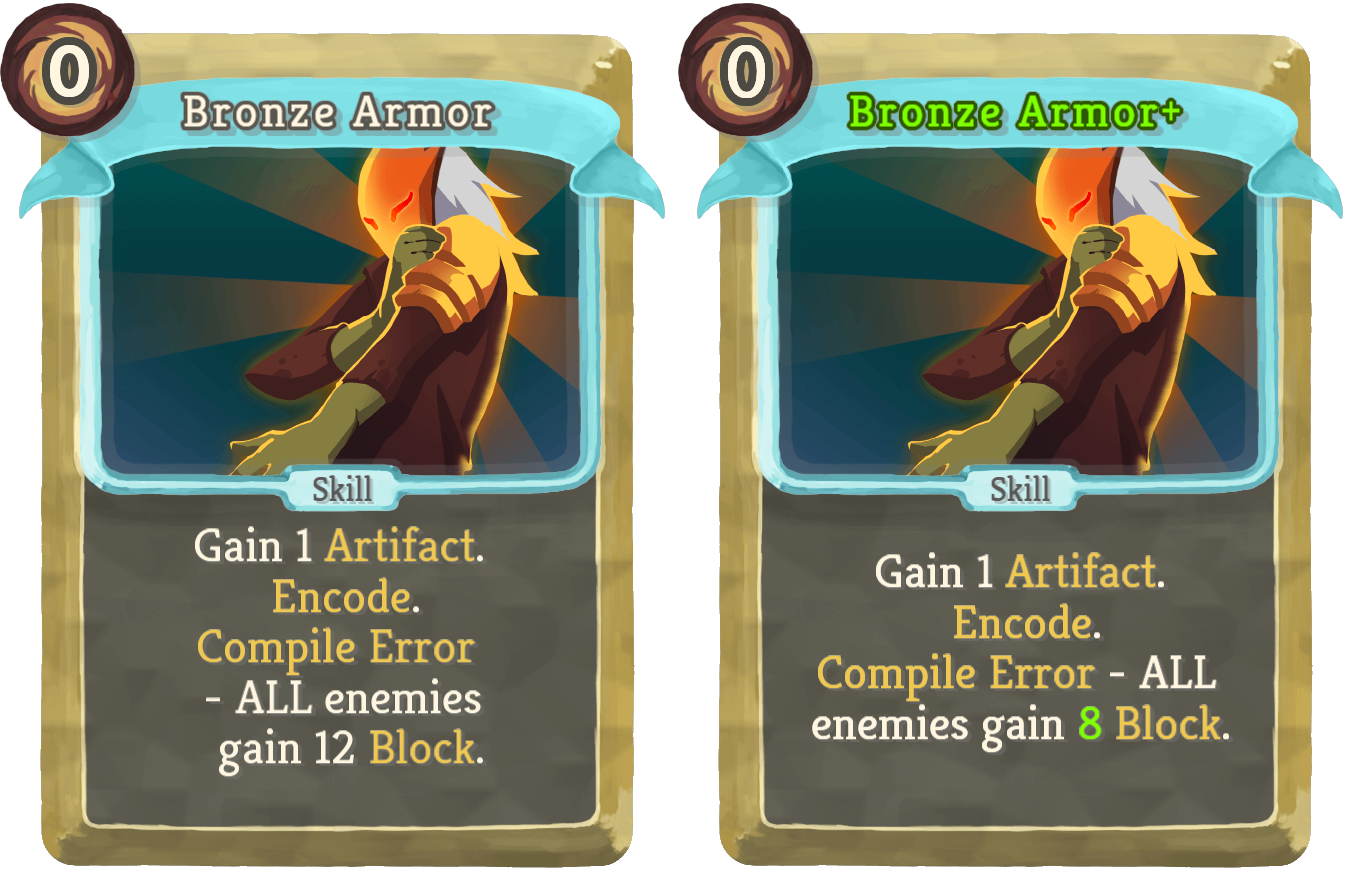 0
Bronze Armor
Skill
Gain 1 Artifact.
Encode.
Compile Error
- ALL enemies
gain 12 Block.
0
Bronze Armor+
Skill
Gain 1 Artifact.
Encode.
Compile Error - ALL
enemies gain 8 Block.